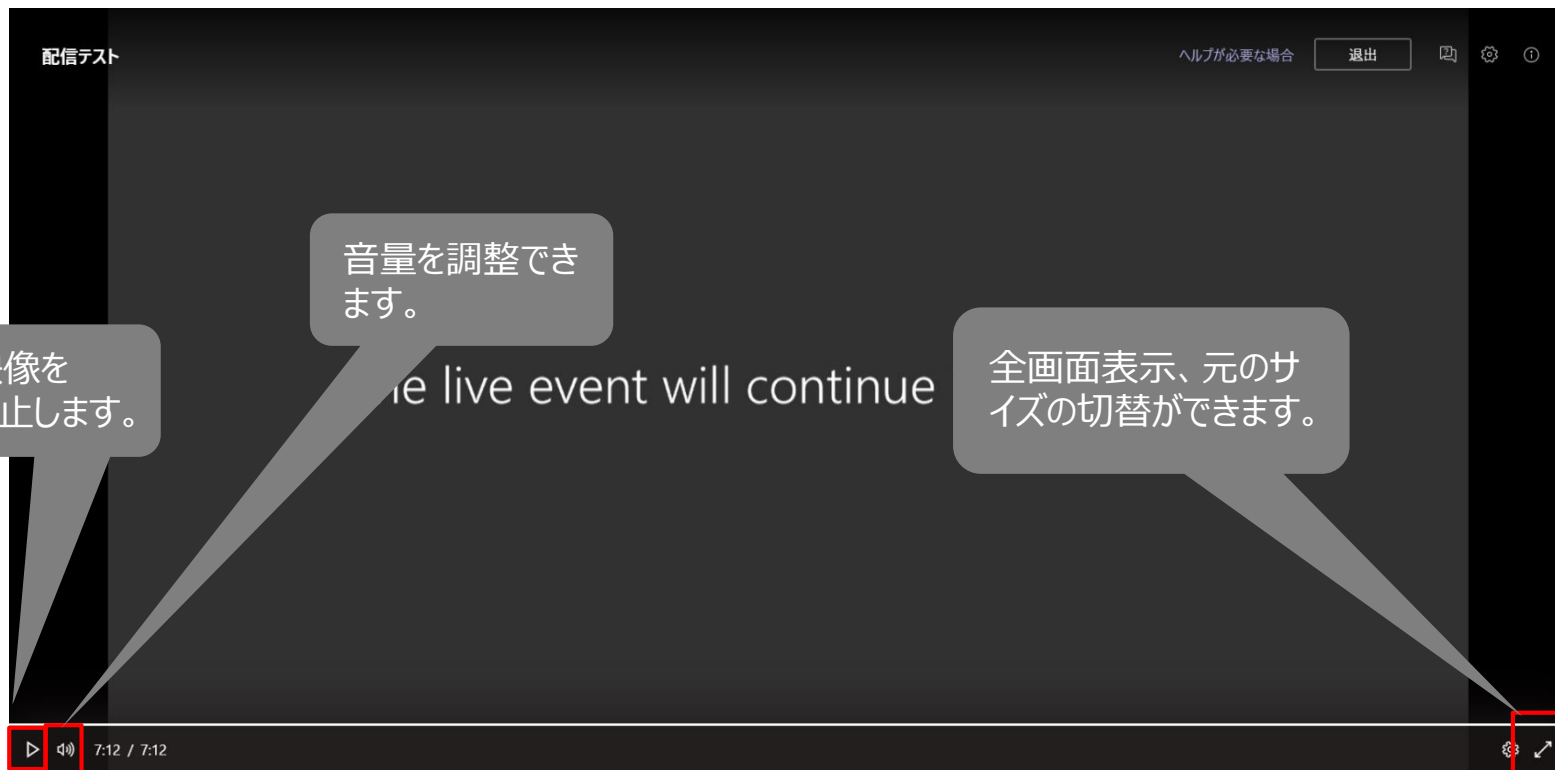 配信テスト
ヘルプが必要な場合
退出
音量を調整でき
ます。
像を
止します。
e live event will continue
全画面表示、元のサ
イズの切替ができます。
7:12 / 7:12